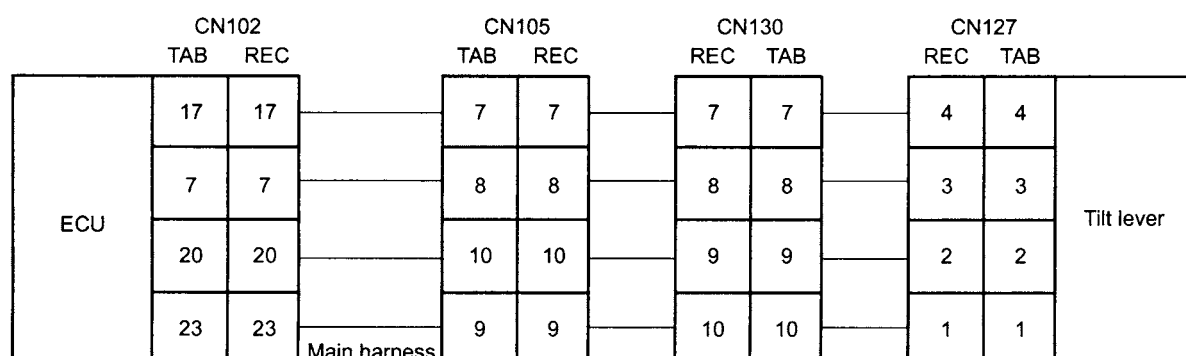 CN102 CN105 CN130 CN127
TAB REC TAB REC REC TAB REC TAB
17 17 7 7 7 7 4 4
7 7 8 8 8 8 3 3
ECU Tilt lever
20 20 10 10 9 9 2 2
23 23 9 9 10 10 1 1
Main harness